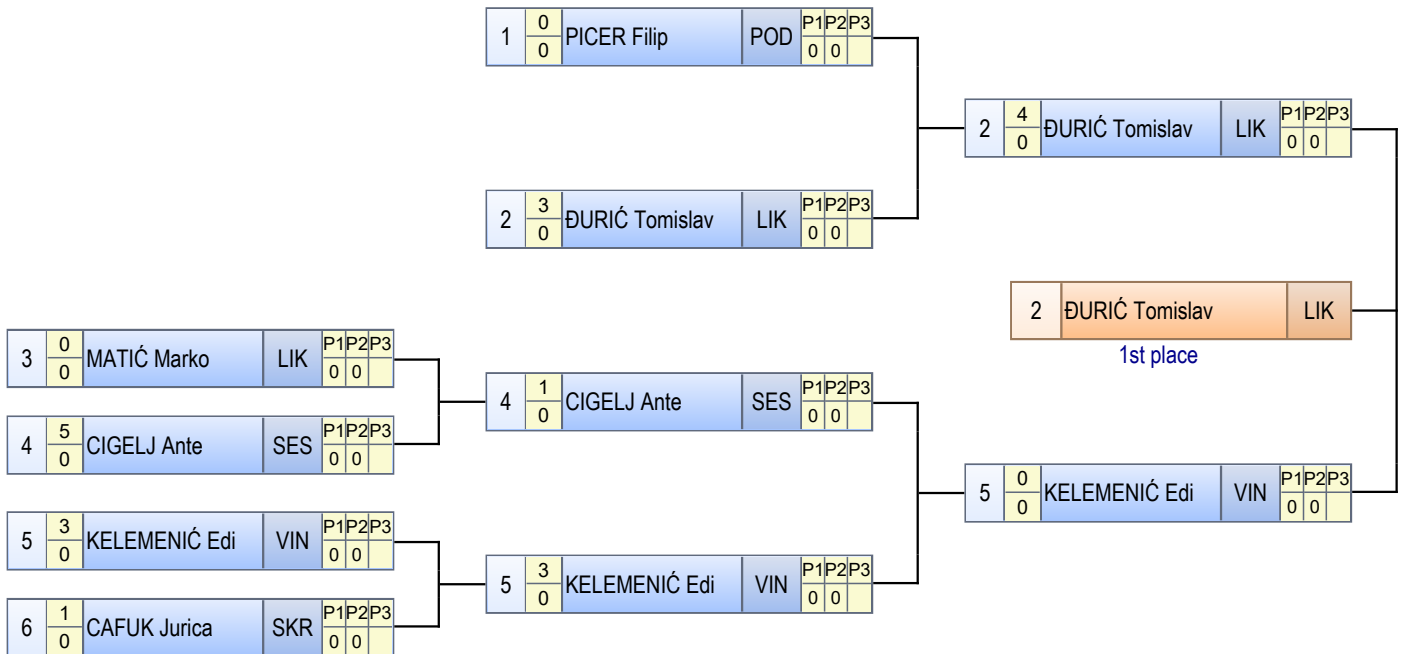 1 0 0 PICER Filip POD P1 P2 P3 0 0
2 4 0 ĐURIĆ Tomislav LIK P1 P2 P3 0 0
2 3 0 ĐURIĆ Tomislav LIK P1 P2 P3 0 0
2 ĐURIĆ Tomislav LIK
1st place
3 0 0 MATIĆ Marko LIK P1 P2 P3 0 0
4 1 0 CIGELJ Ante SES P1 P2 P3 0 0
4 5 0 CIGELJ Ante SES P1 P2 P3 0 0
5 0 0 KELEMENIĆ Edi VIN P1 P2 P3 0 0
5 3 0 KELEMENIĆ Edi VIN P1 P2 P3 0 0
5 3 0 KELEMENIĆ Edi VIN P1 P2 P3 0 0
6 1 0 CAFUK Jurica SKR P1 P2 P3 0 0